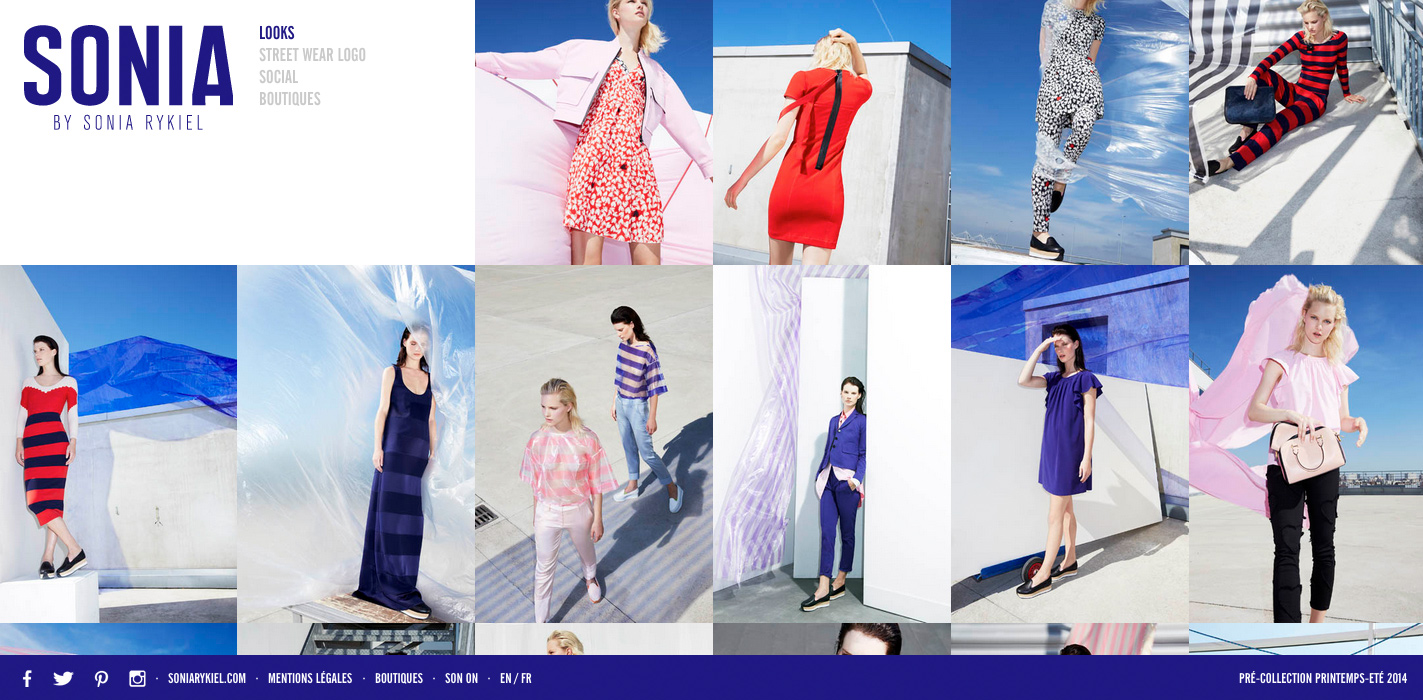 SONIA
BY SONIA RYKIEL
LOOKS
STREET WEAR LOGO
SOCIAL
BOUTIQUES
· SONIARYKIEL.COM · MENTIONS LÉGALES · BOUTIQUES · SON ON · EN / FR
PRÉ-COLLECTION PRINTEMPS-ETÉ 2014